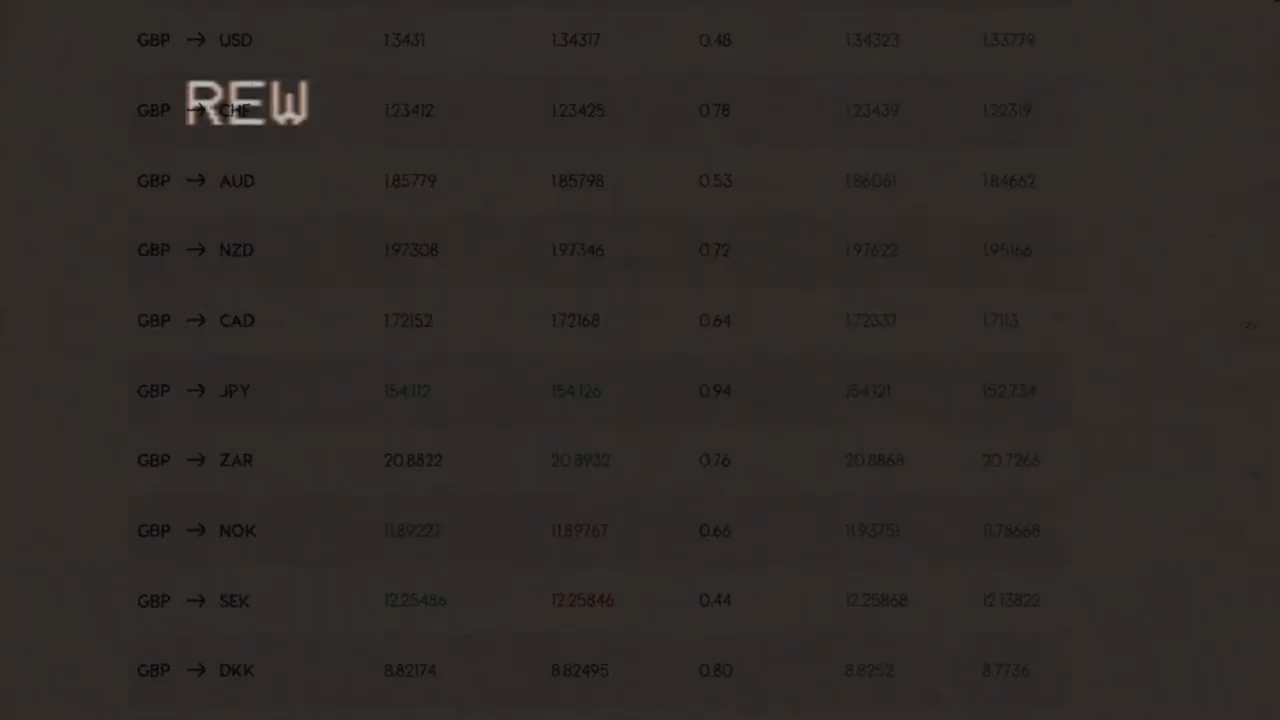 GBP → USD 1.3431 1.34317 0.48 1.34323 1.33779
REW
GBP → CHF 1.23412 1.23425 0.78 1.23439 1.22319
GBP → AUD 1.85779 1.85798 0.53 1.86061 1.84662
GBP → NZD 1.97308 1.97346 0.72 1.97622 1.95166
GBP → CAD 1.72152 1.72168 0.64 1.72337 1.7113
GBP → JPY 154.112 154.126 0.94 154.121 152.734
GBP → ZAR 20.8822 20.8932 0.76 20.8868 20.7266
GBP → NOK 11.89227 11.89767 0.66 11.93751 11.78668
GBP → SEK 12.25486 12.25846 0.44 12.25868 12.13822
GBP → DKK 8.82174 8.82495 0.80 8.8252 8.7736